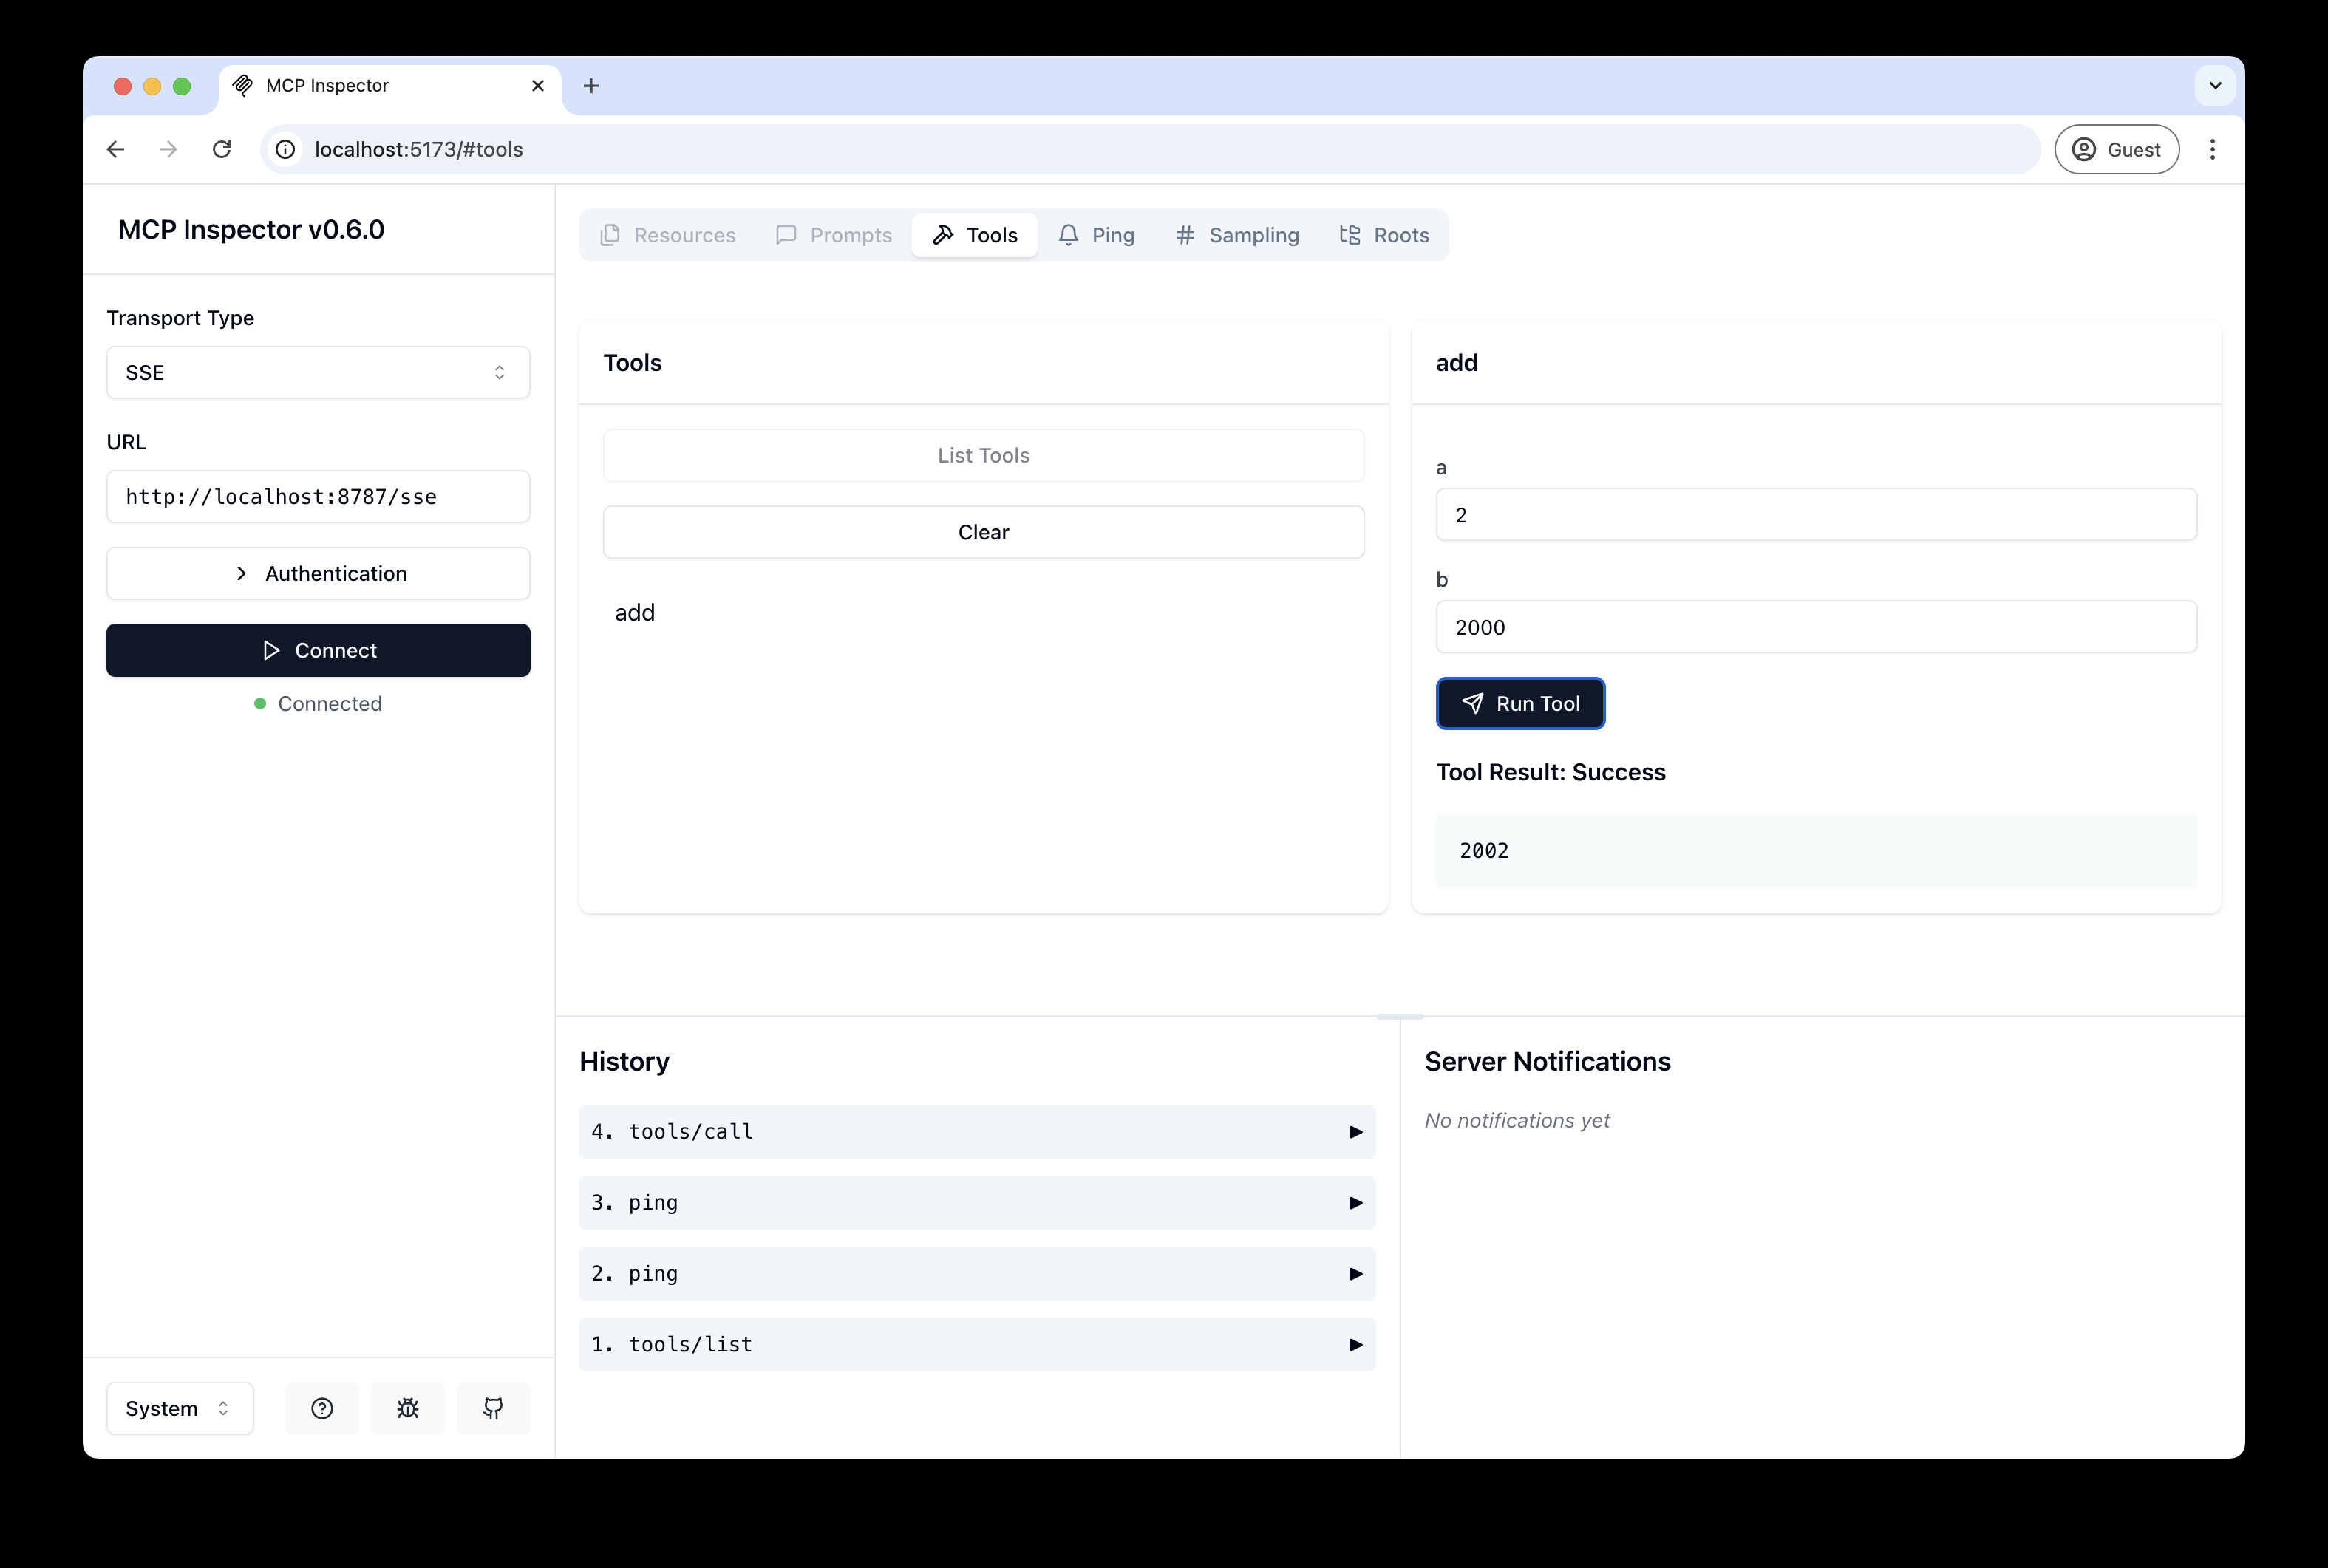 MCP Inspector
localhost:5173/#tools
Guest
MCP Inspector v0.6.0
Transport Type
SSE
URL
http://localhost:8787/sse
Authentication
Connect
Connected
System
Resources
Prompts
Tools
Ping
Sampling
Roots
Tools
List Tools
Clear
add
add
a
2
b
2000
Run Tool
Tool Result: Success
2002
History
4. tools/call
3. ping
2. ping
1. tools/list
Server Notifications
No notifications yet